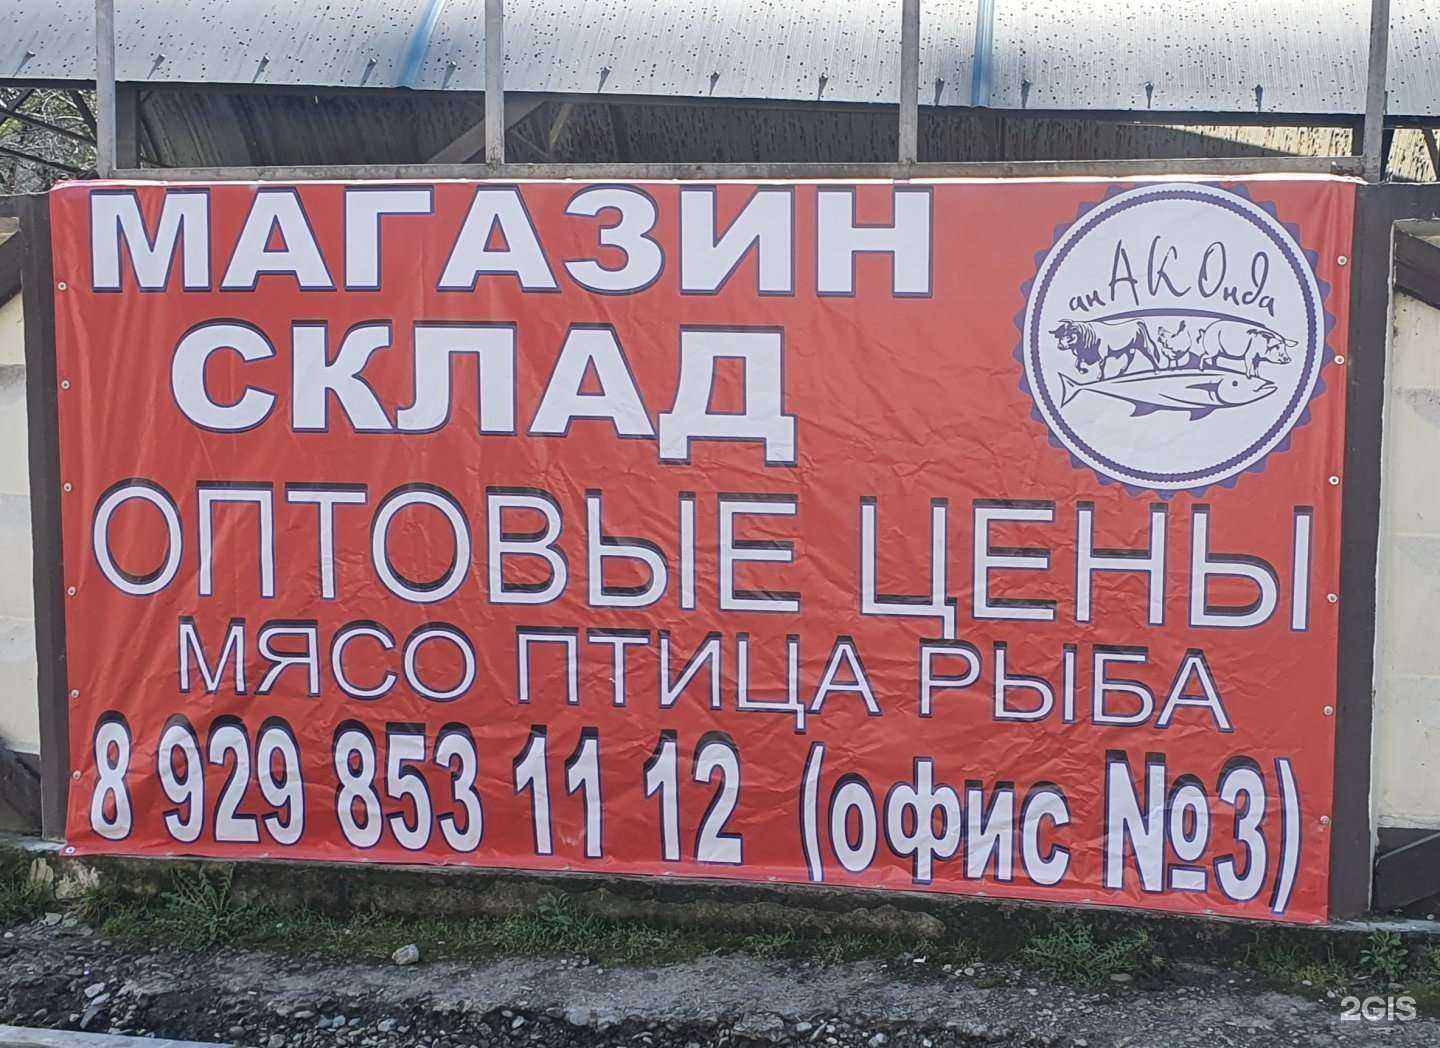 МАГАЗИН
СКЛАД
анАКОнда
ОПТОВЫЕ ЦЕНЫ
МЯСО ПТИЦА РЫБА
8 929 853 11 12 (офис №3)
2GIS